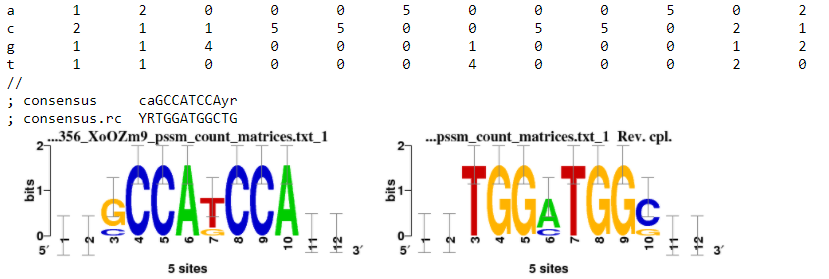 a 1 2 0 0 0 5 0 0 0 5 0 2
c 2 1 1 5 5 0 0 5 5 0 2 1
g 1 1 4 0 0 0 1 0 0 0 1 2
t 1 1 0 0 0 0 4 0 0 0 2 0
//
; consensus caGCCATCCAyr
; consensus.rc YRTGGATGGCTG
...356_XoOZm9_pssm_count_matrices.txt_1
2
bits
1
0
G C C C A T G C C A
5′ 1 2 3 4 5 6 7 8 9 10 11 12 3′
5 sites
...pssm_count_matrices.txt_1 Rev. cpl.
2
bits
1
0
T G G A C T G G C G
5′ 1 2 3 4 5 6 7 8 9 10 11 12 3′
5 sites